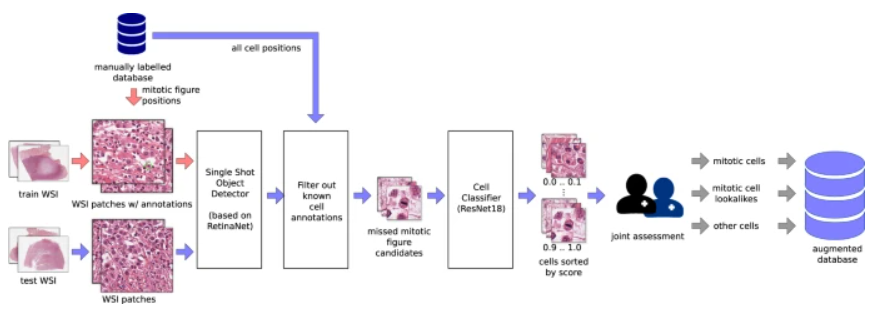 manually labelled
database
all cell positions
mitotic figure
positions
train WSI
WSI patches w/ annotations
Single Shot
Object
Detector
(based on
RetinaNet)
Filter out
known
cell
annotations
missed mitotic
figure
candidates
Cell
Classifier
(ResNet18)
0.0 .. 0.1
0.9 .. 1.0
cells sorted
by score
joint assessment
mitotic cells
mitotic cell
lookalikes
other cells
augmented
database
test WSI
WSI patches